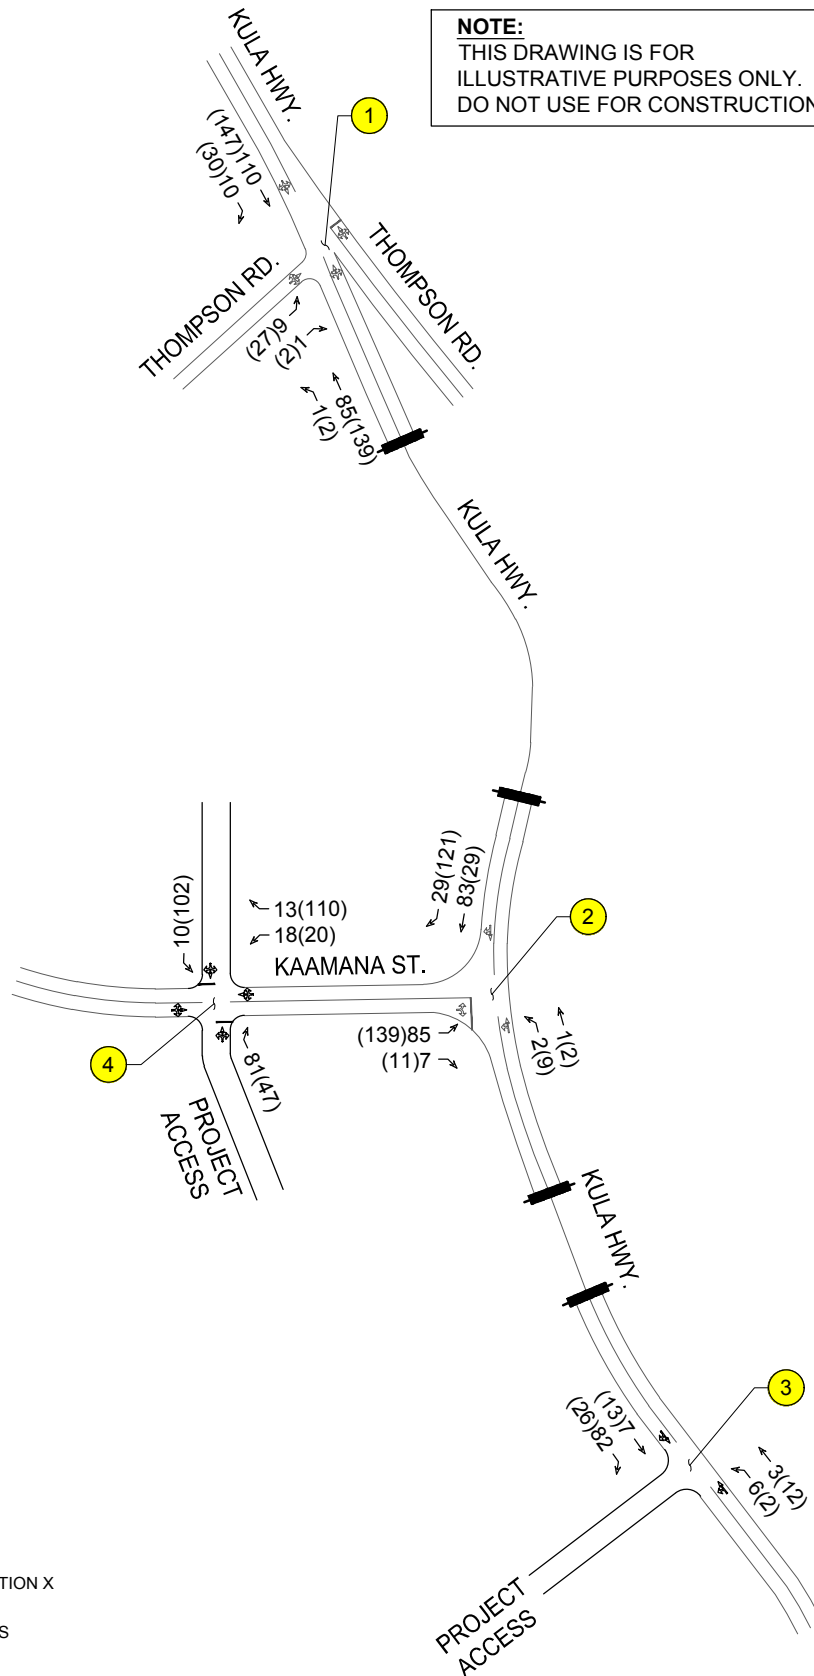 NOTE:
THIS DRAWING IS FOR
ILLUSTRATIVE PURPOSES ONLY.
DO NOT USE FOR CONSTRUCTION
KULA HWY.
1
(147)110
(30)10
THOMPSON RD.
THOMPSON RD.
(27)9
(2)1
85(139)
1(2)
KULA HWY.
29(121)
83(29)
10(102)
13(110)
18(20)
KAAMANA ST.
2
(139)85
(11)7
1(2)
2(9)
4
81(47)
PROJECT
ACCESS
KULA HWY.
3
(13)7
(26)82
3(12)
6(2)
PROJECT
ACCESS
TION X
S